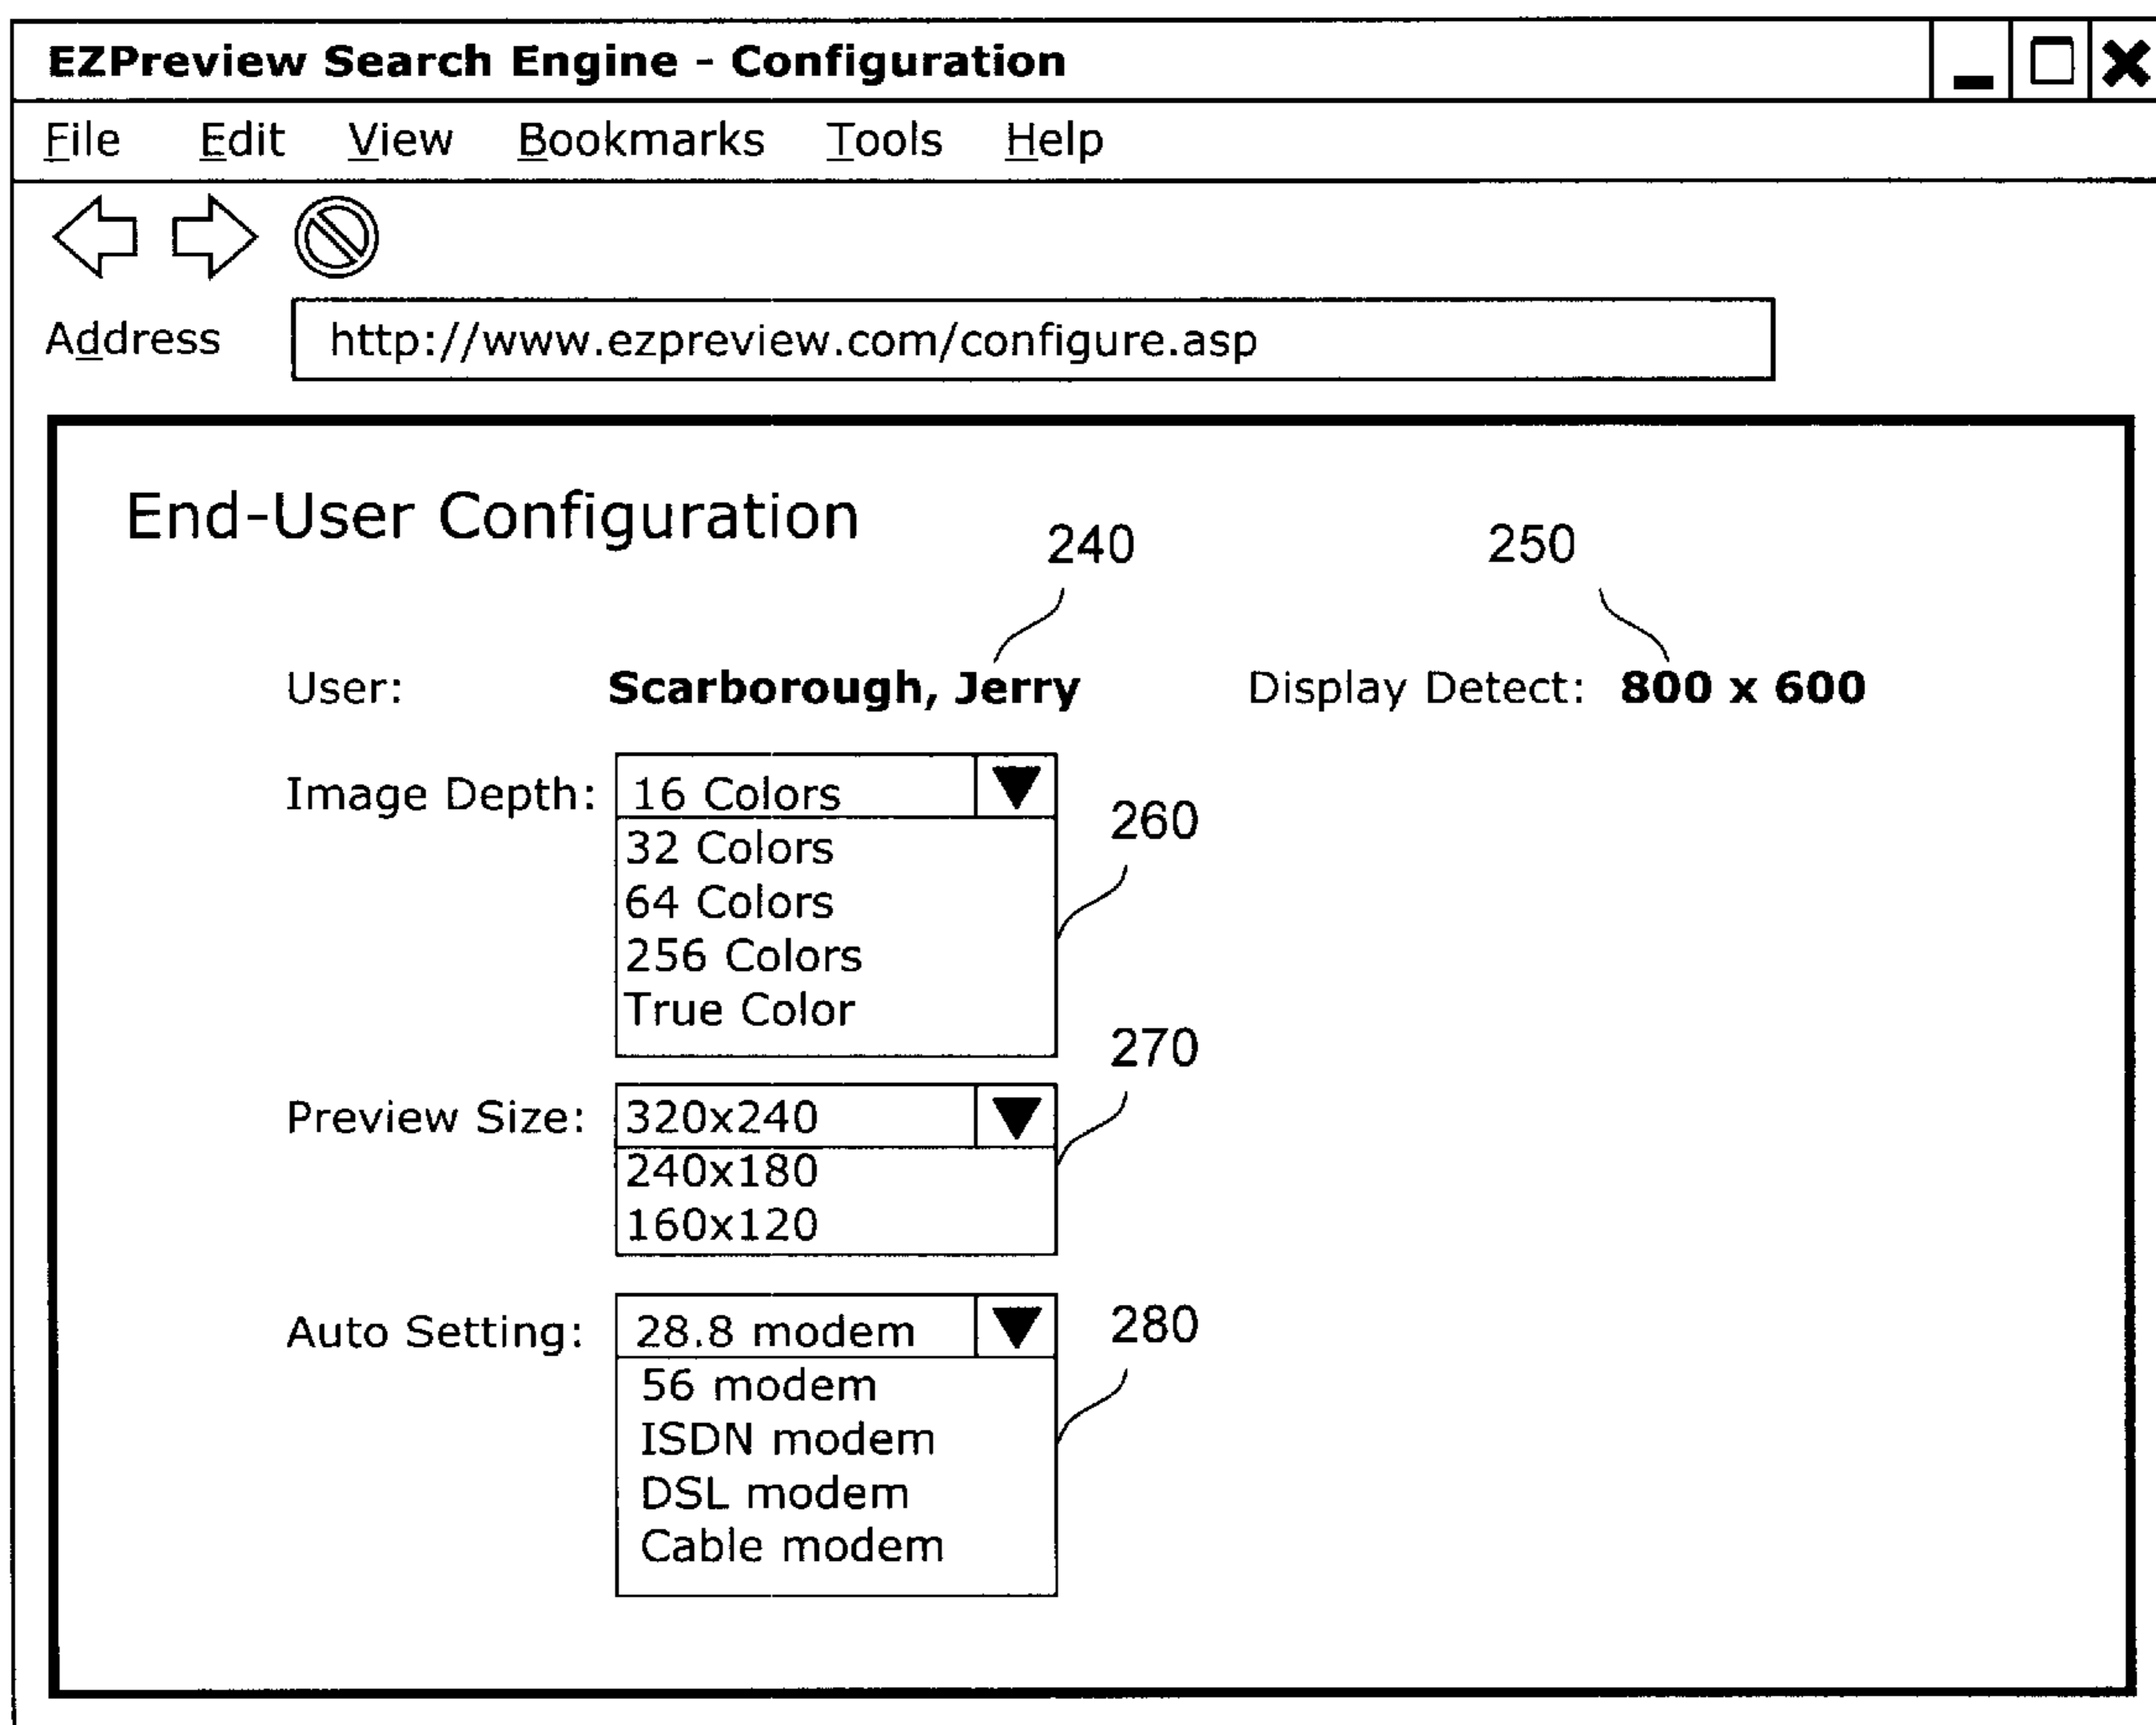 EZPreview Search Engine - Configuration
File Edit View Bookmarks Tools Help
Address http://www.ezpreview.com/configure.asp
End-User Configuration
240 250
User: Scarborough, Jerry Display Detect: 800 x 600
Image Depth: 16 Colors
260
32 Colors
64 Colors
256 Colors
True Color
270
Preview Size: 320x240
240x180
160x120
Auto Setting: 28.8 modem 280
56 modem
ISDN modem
DSL modem
Cable modem